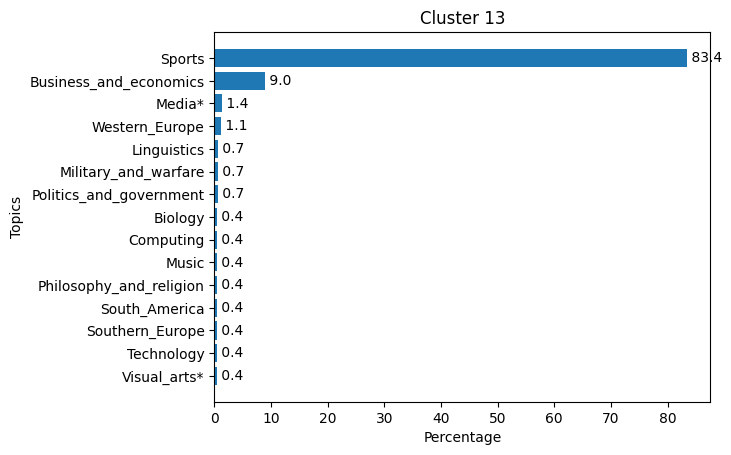 Cluster 13
Topics
Sports 83.4
Business_and_economics 9.0
Media* 1.4
Western_Europe 1.1
Linguistics 0.7
Military_and_warfare 0.7
Politics_and_government 0.7
Biology 0.4
Computing 0.4
Music 0.4
Philosophy_and_religion 0.4
South_America 0.4
Southern_Europe 0.4
Technology 0.4
Visual_arts* 0.4
0 10 20 30 40 50 60 70 80
Percentage